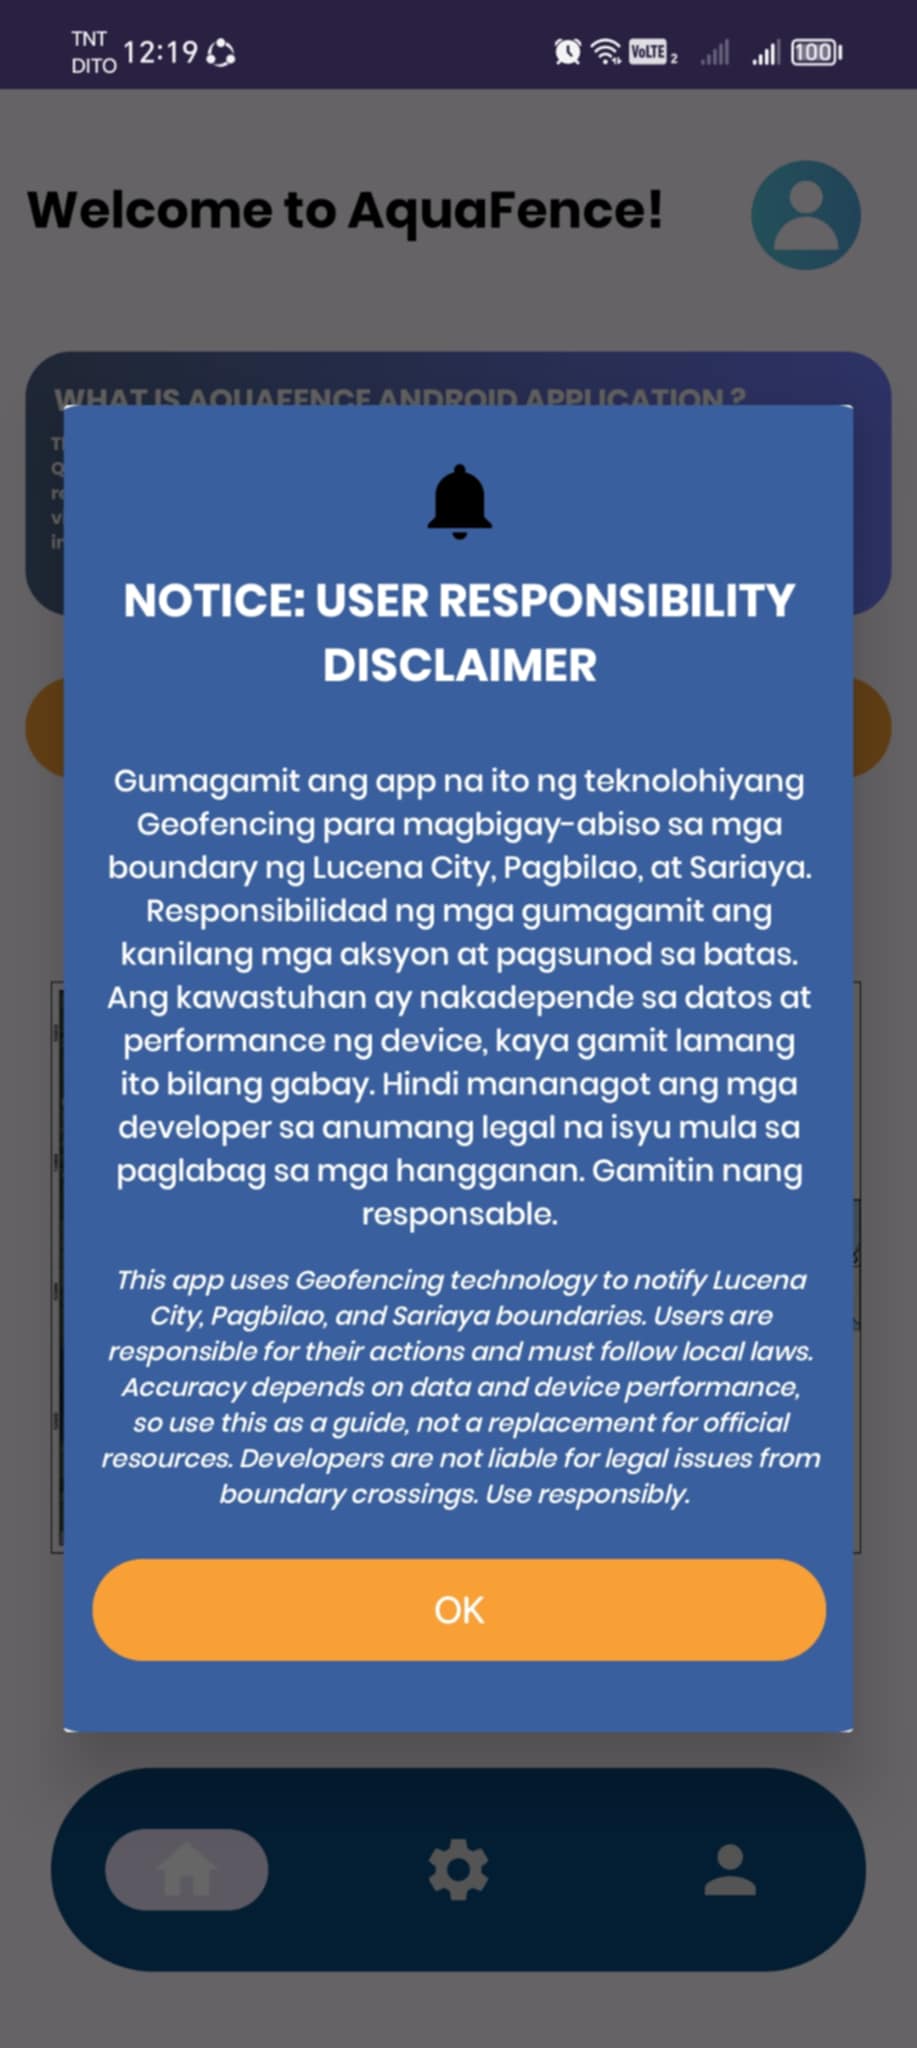 TNT
DITO
12:19
VoLTE 2
100
Welcome to AquaFence!
WHAT IS AQUAFENCE ANDROID APPLICATION ?
NOTICE: USER RESPONSIBILITY
DISCLAIMER
Gumagamit ang app na ito ng teknolohiyang
Geofencing para magbigay-abiso sa mga
boundary ng Lucena City, Pagbilao, at Sariaya.
Responsibilidad ng mga gumagamit ang
kanilang mga aksyon at pagsunod sa batas.
Ang kawastuhan ay nakadepende sa datos at
performance ng device, kaya gamit lamang
ito bilang gabay. Hindi mananagot ang mga
developer sa anumang legal na isyu mula sa
paglabag sa mga hangganan. Gamitin nang
responsable.
This app uses Geofencing technology to notify Lucena
City, Pagbilao, and Sariaya boundaries. Users are
responsible for their actions and must follow local laws.
Accuracy depends on data and device performance,
so use this as a guide, not a replacement for official
resources. Developers are not liable for legal issues from
boundary crossings. Use responsibly.
OK